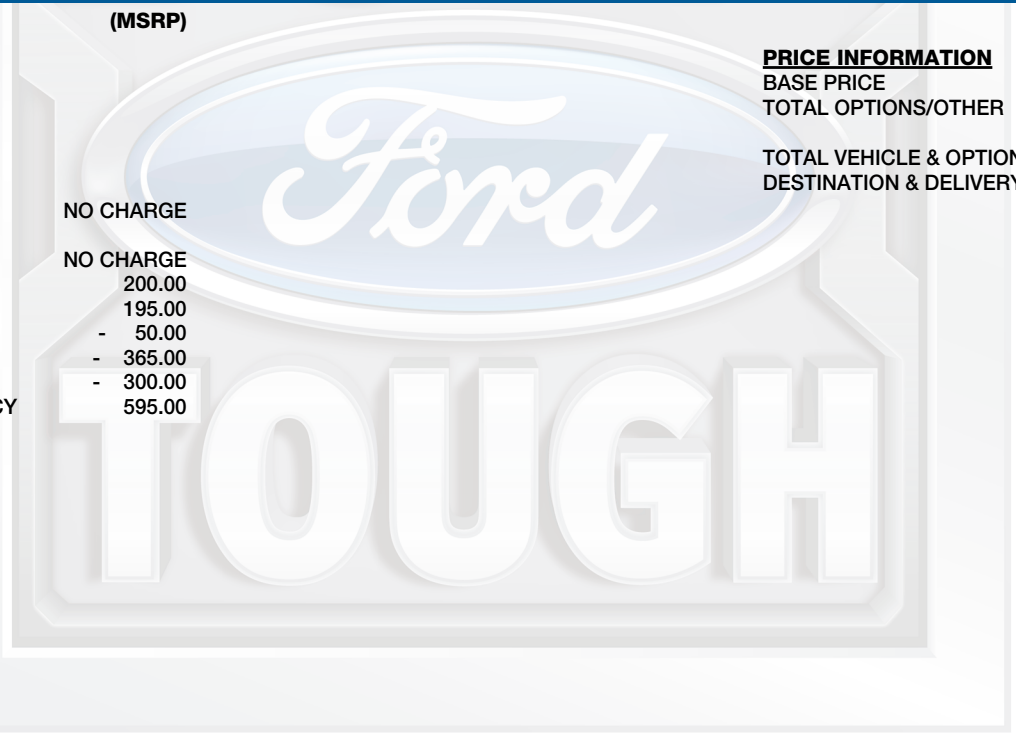 (MSRP)
NO CHARGE
NO CHARGE
200.00
195.00
- 50.00
- 365.00
- 300.00
CY 595.00
PRICE INFORMATION
BASE PRICE
TOTAL OPTIONS/OTHER
TOTAL VEHICLE & OPTION
DESTINATION & DELIVERY
Ford
TOUGH